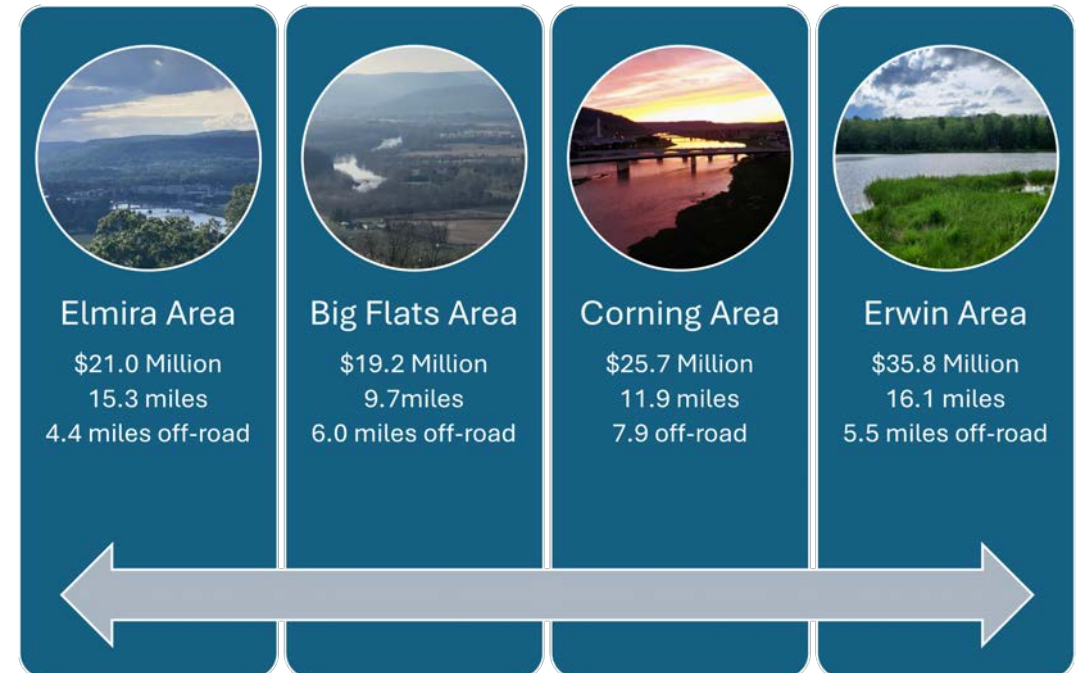 Elmira Area
$21.0 Million
15.3 miles
4.4 miles off-road
Big Flats Area
$19.2 Million
9.7miles
6.0 miles off-road
Corning Area
$25.7 Million
11.9 miles
7.9 off-road
Erwin Area
$35.8 Million
16.1 miles
5.5 miles off-road